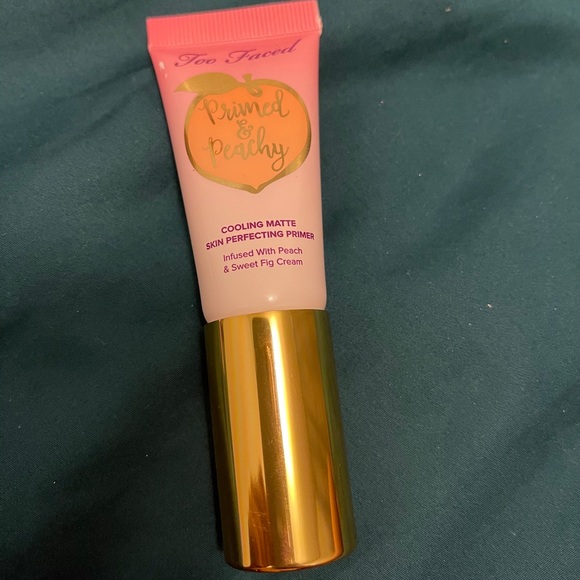 Too Faced
Primed
&
Peachy
COOLING MATTE
SKIN PERFECTING PRIMER
Infused With Peach
& Sweet Fig Cream